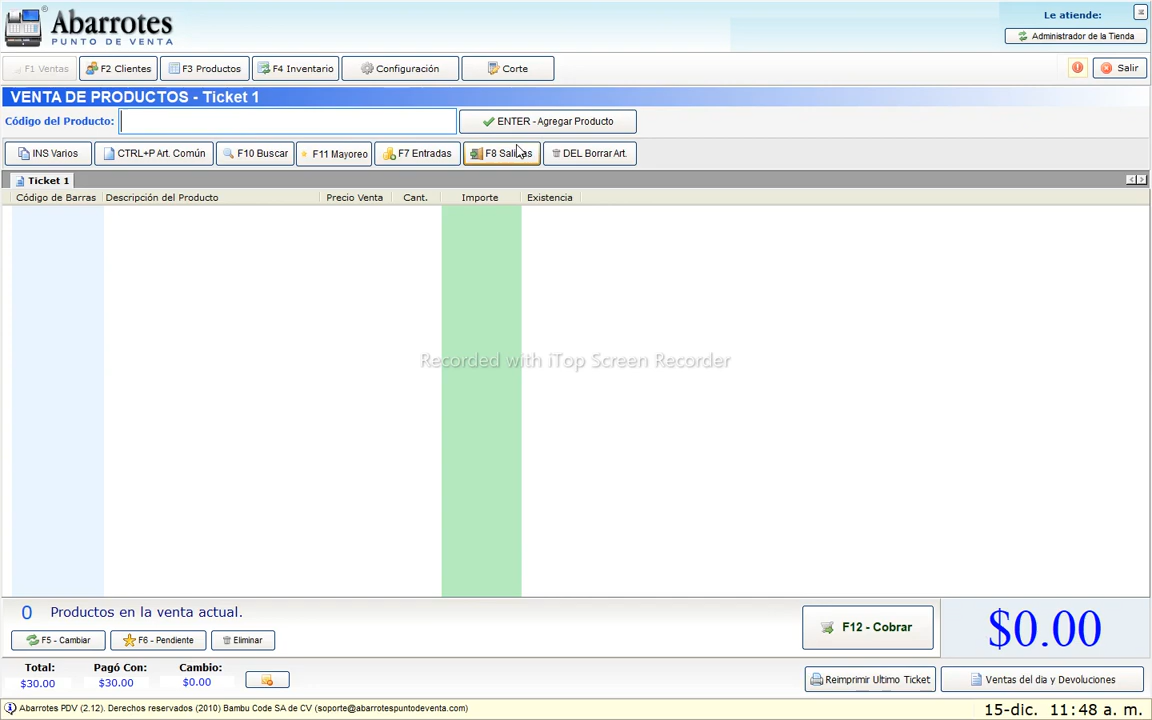 Abarrotes
PUNTO DE VENTA
Le atiende:
Administrador de la Tienda
F1 Ventas
F2 Clientes
F3 Productos
F4 Inventario
Configuración
Corte
Salir
VENTA DE PRODUCTOS - Ticket 1
Código del Producto:
ENTER - Agregar Producto
INS Varios
CTRL+P Art. Común
F10 Buscar
F11 Mayoreo
F7 Entradas
F8 Salidas
DEL Borrar Art.
Ticket 1
Código de Barras
Descripción del Producto
Precio Venta
Cant.
Importe
Existencia
Recorded with iTop Screen Recorder
0 Productos en la venta actual.
F12 - Cobrar
$0.00
F5 - Cambiar
F6 - Pendiente
Eliminar
Total:
Pagó Con:
Cambio:
$30.00
$30.00
$0.00
Reimprimir Ultimo Ticket
Ventas del dia y Devoluciones
Abarrotes PDV (2.12). Derechos reservados (2010) Bambu Code SA de CV (soporte@abarrotespuntodeventa.com)
15-dic. 11:48 a. m.